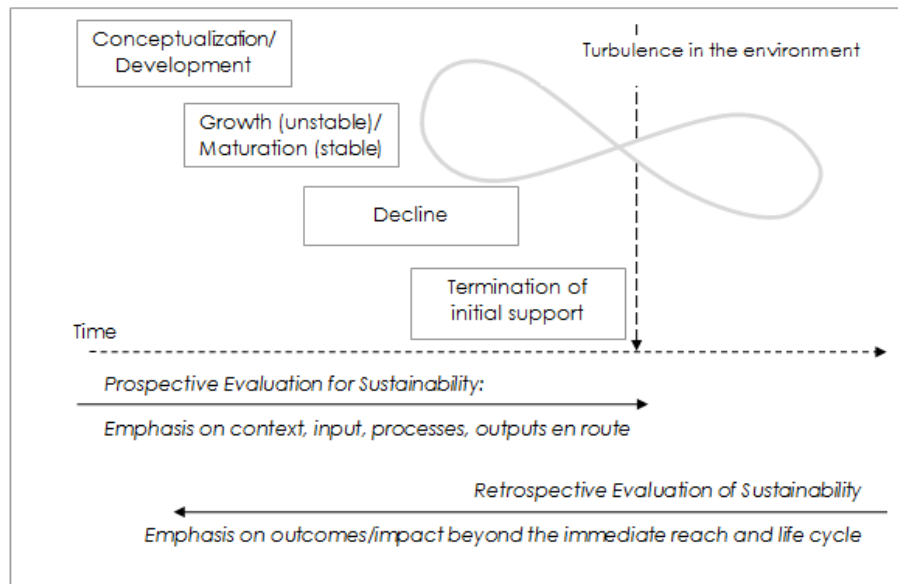 Conceptualization/
Development
Turbulence in the environment
Growth (unstable)/
Maturation (stable)
Decline
Termination of
initial support
Time
Prospective Evaluation for Sustainability:
Emphasis on context, input, processes, outputs en route
Retrospective Evaluation of Sustainability
Emphasis on outcomes/impact beyond the immediate reach and life cycle